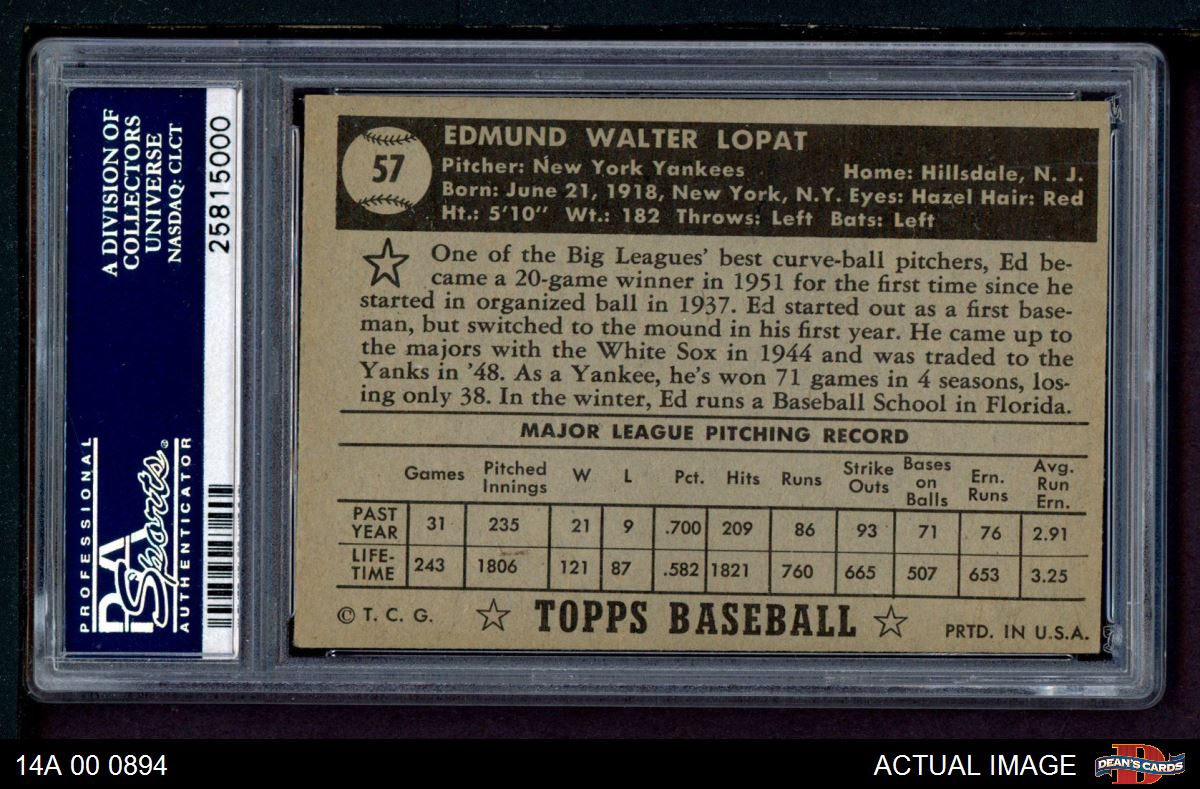 A DIVISION OF
COLLECTORS
UNIVERSE
NASDAQ: CLCT
25815000
PROFESSIONAL
PSA
Sports®
AUTHENTICATOR
57
EDMUND WALTER LOPAT
Pitcher: New York Yankees Home: Hillsdale, N. J.
Born: June 21, 1918, New York, N.Y. Eyes: Hazel Hair: Red
Ht.: 5'10" Wt.: 182 Throws: Left Bats: Left
One of the Big Leagues' best curve-ball pitchers, Ed be-
came a 20-game winner in 1951 for the first time since he
started in organized ball in 1937. Ed started out as a first base-
man, but switched to the mound in his first year. He came up to
the majors with the White Sox in 1944 and was traded to the
Yanks in '48. As a Yankee, he's won 71 games in 4 seasons, los-
ing only 38. In the winter, Ed runs a Baseball School in Florida.
MAJOR LEAGUE PITCHING RECORD
Games Pitched Innings W L Pct. Hits Runs Strike Outs Bases on Balls Ern. Runs Avg. Run Ern.
PAST YEAR 31 235 21 9 .700 209 86 93 71 76 2.91
LIFE-TIME 243 1806 121 87 .582 1821 760 665 507 653 3.25
© T. C. G. TOPPS BASEBALL PRTD. IN U.S.A.
14A 00 0894
ACTUAL IMAGE
D
DEAN'S CARDS